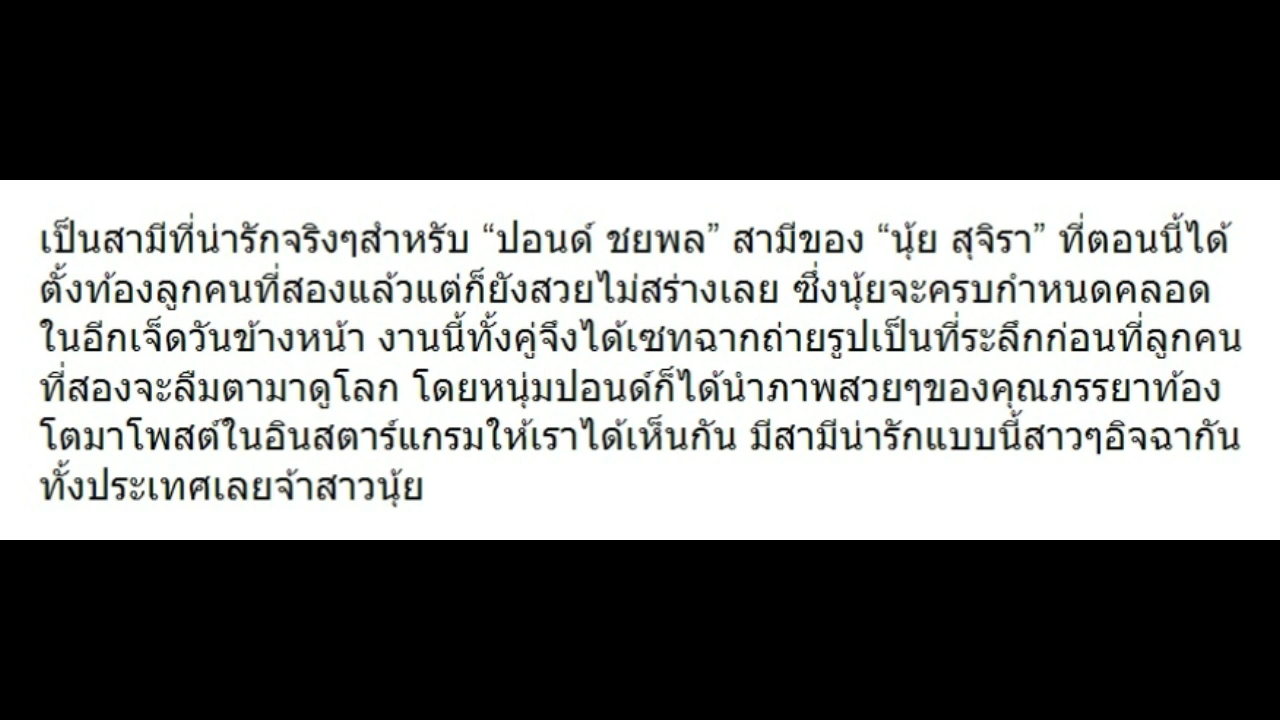 เป็นสามีที่น่ารักจริงๆสำหรับ “ปอนด์ ชยพล” สามีของ “นุ้ย สุจิรา” ที่ตอนนี้ได้
ตั้งท้องลูกคนที่สองแล้วแต่ก็ยังสวยไม่สร่างเลย ซึ่งนุ้ยจะครบกำหนดคลอด
ในอีกเจ็ดวันข้างหน้า งานนี้ทั้งคู่จึงได้เซทฉากถ่ายรูปเป็นที่ระลึกก่อนที่ลูกคน
ที่สองจะลืมตามาดูโลก โดยหนุ่มปอนด์ก็ได้นำภาพสวยๆของคุณภรรยาท้อง
โตมาโพสต์ในอินสตาร์แกรมให้เราได้เห็นกัน มีสามีน่ารักแบบนี้สาวๆอิจฉากัน
ทั้งประเทศเลยจ้าสาวนุ้ย